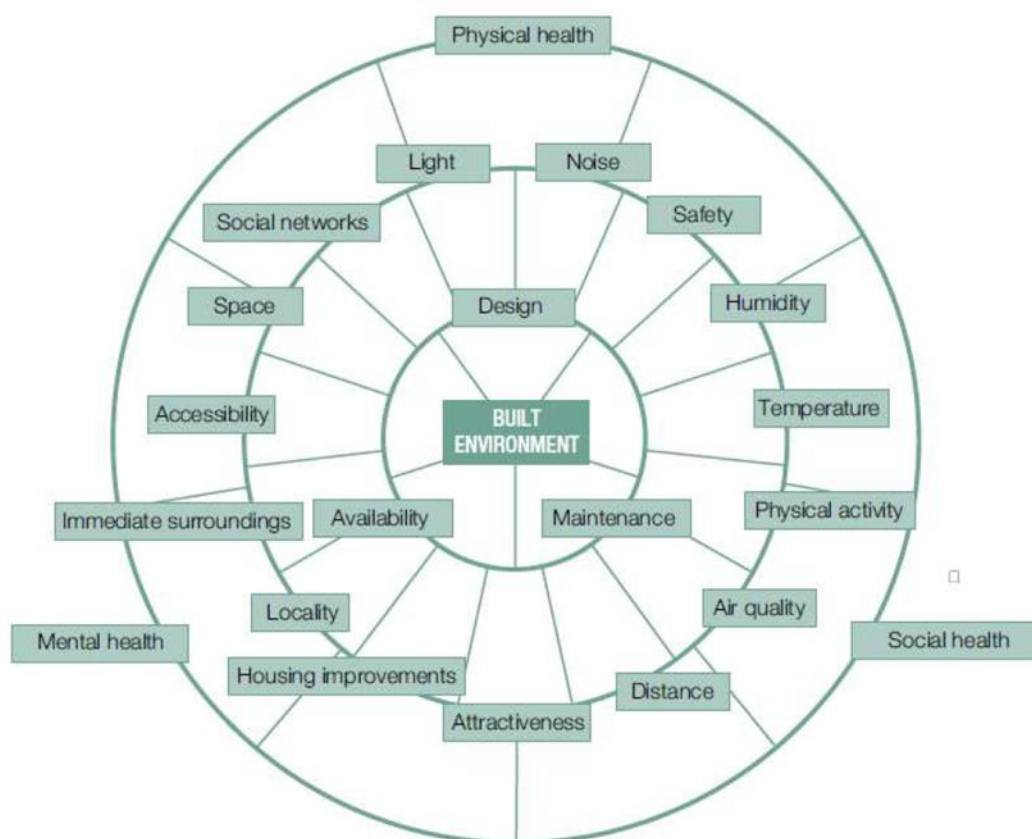 Physical health
Light
Noise
Social networks
Safety
Space
Design
Humidity
Accessibility
BUILT
ENVIRONMENT
Temperature
Immediate surroundings
Availability
Maintenance
Physical activity
Locality
Air quality
Mental health
Social health
Housing improvements
Distance
Attractiveness